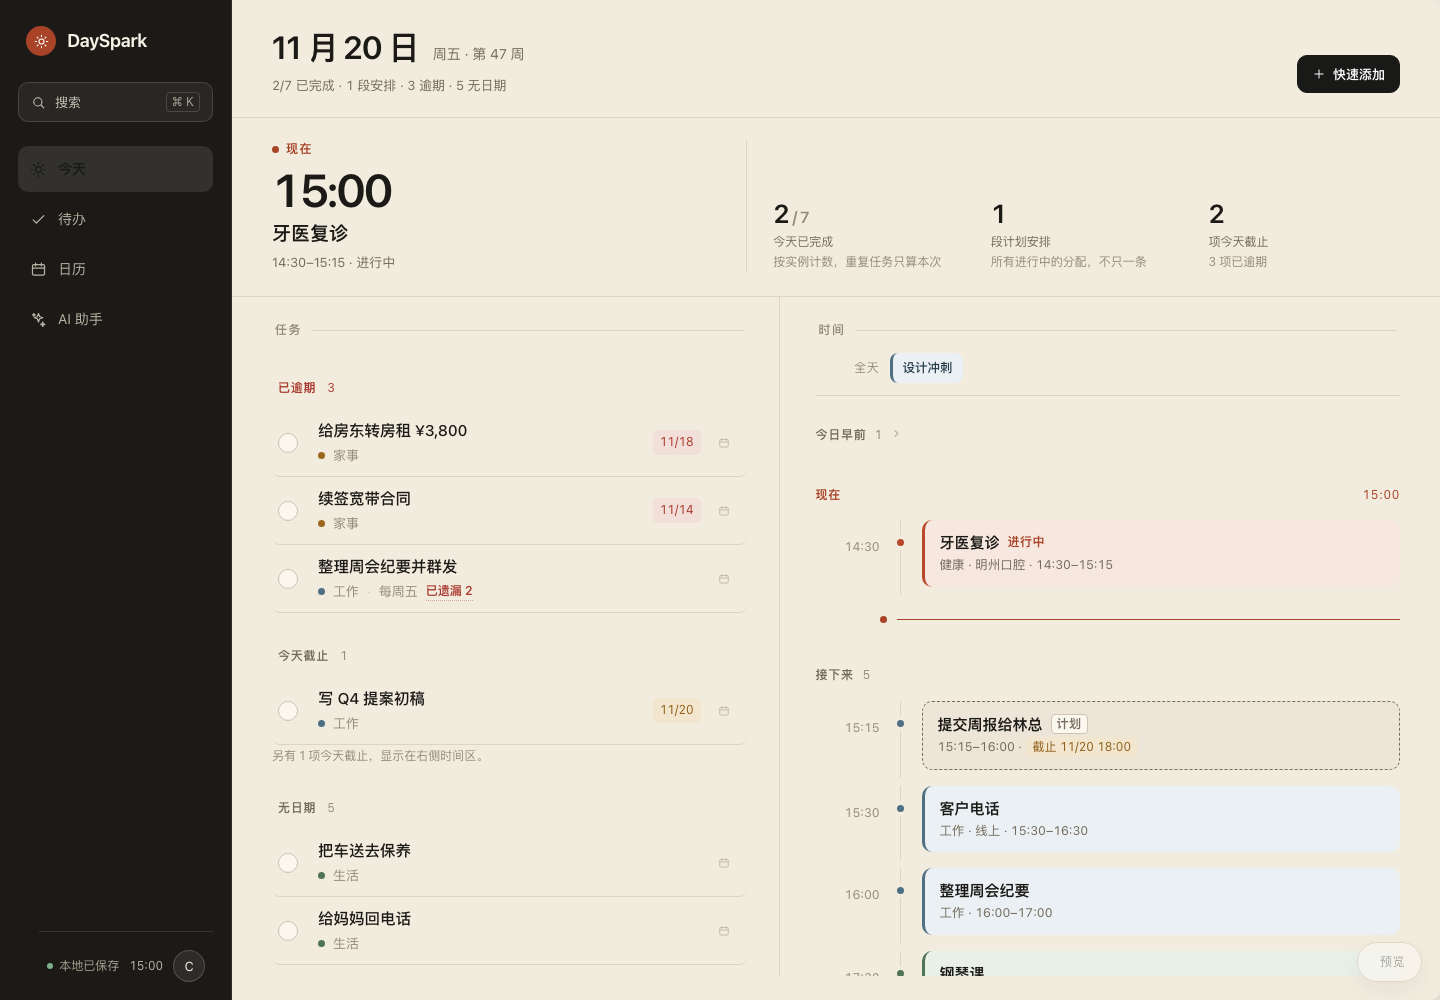 DaySpark
搜索
⌘ K
今天
待办
日历
AI 助手
本地已保存 15:00 C
11 月 20 日 周五 · 第 47 周
2/7 已完成 · 1 段安排 · 3 逾期 · 5 无日期
快速添加
现在
15:00
牙医复诊
14:30–15:15 · 进行中
2/7
今天已完成
按实例计数，重复任务只算本次
1
段计划安排
所有进行中的分配，不只一条
2
项今天截止
3 项已逾期
任务
已逾期 3
给房东转房租 ¥3,800
家事
11/18
续签宽带合同
家事
11/14
整理周会纪要并群发
工作 · 每周五 已遗漏 2
今天截止 1
写 Q4 提案初稿
工作
11/20
另有 1 项今天截止，显示在右侧时间区。
无日期 5
把车送去保养
生活
给妈妈回电话
生活
时间
全天 设计冲刺
今日早前 1
现在 15:00
14:30
牙医复诊 进行中
健康 · 明州口腔 · 14:30–15:15
接下来 5
15:15
提交周报给林总 计划
15:15–16:00 · 截止 11/20 18:00
15:30
客户电话
工作 · 线上 · 15:30–16:30
16:00
整理周会纪要
工作 · 16:00–17:00
17:30
钢琴课
预览